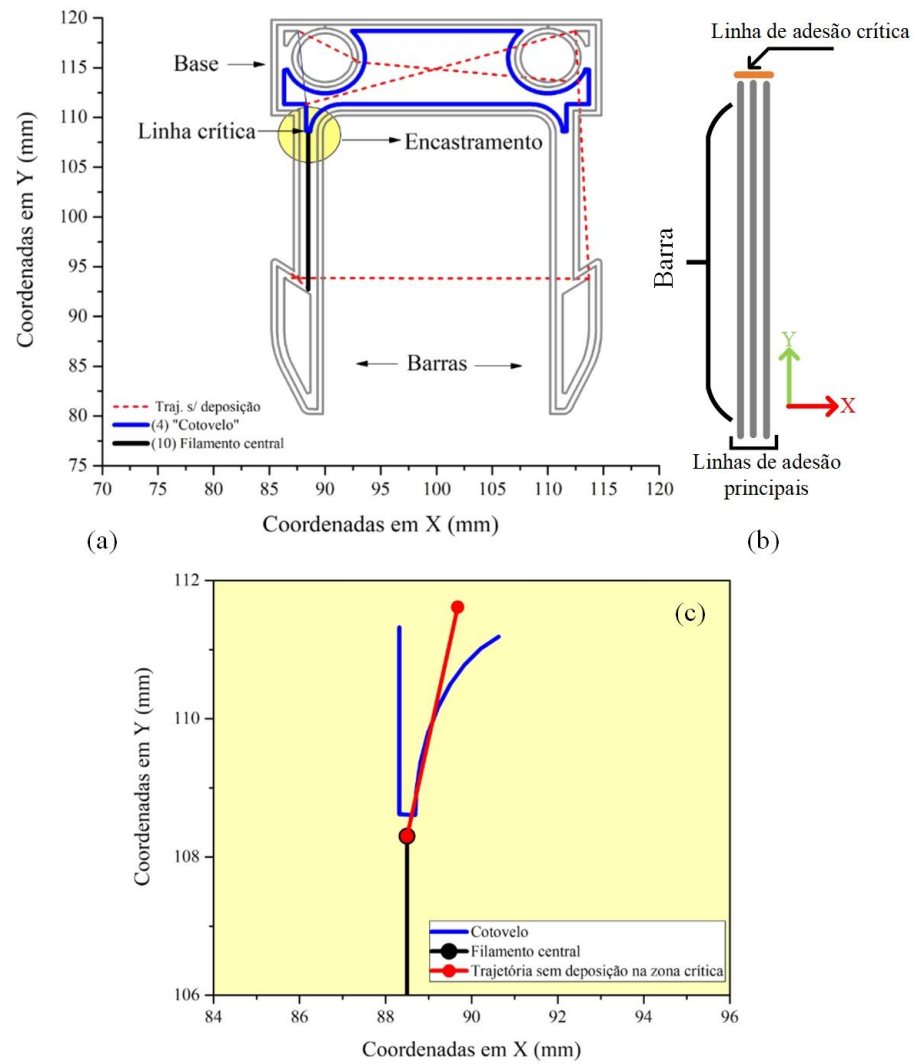 120
115
110
105
100
95
90
85
80
75
70
75
80
85
90
95
100
105
110
115
120
Coordenadas em Y (mm)
Coordenadas em X (mm)
Base
Linha crítica
Encastramento
Barras
Traj. s/ deposição
(4) "Cotovelo"
(10) Filamento central
(a)
Linha de adesão crítica
Barra
Y
X
Linhas de adesão
principais
(b)
(c)
112
110
108
106
84
86
88
90
92
94
96
Coordenadas em Y (mm)
Coordenadas em X (mm)
Cotovelo
Filamento central
Trajetória sem deposição na zona crítica